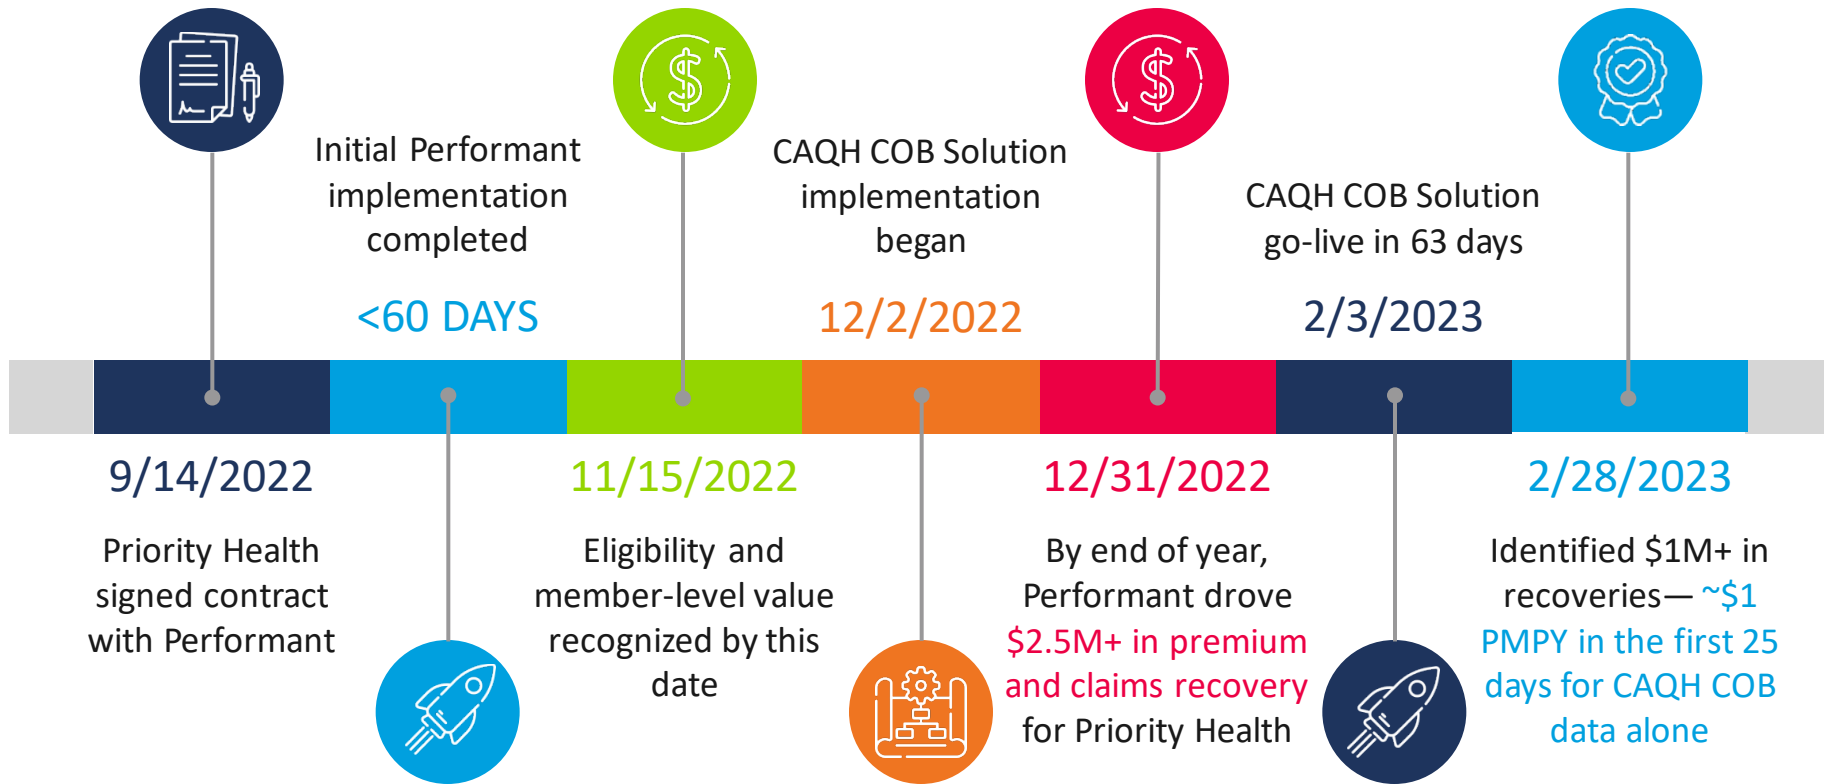 Initial Performant
implementation
completed
<60 DAYS
CAQH COB Solution
implementation
began
12/2/2022
CAQH COB Solution
go-live in 63 days
2/3/2023
9/14/2022
Priority Health
signed contract
with Performant
11/15/2022
Eligibility and
member-level value
recognized by this
date
12/31/2022
By end of year,
Performant drove
$2.5M+ in premium
and claims recovery
for Priority Health
2/28/2023
Identified $1M+ in
recoveries— ~$1
PMPY in the first 25
days for CAQH COB
data alone